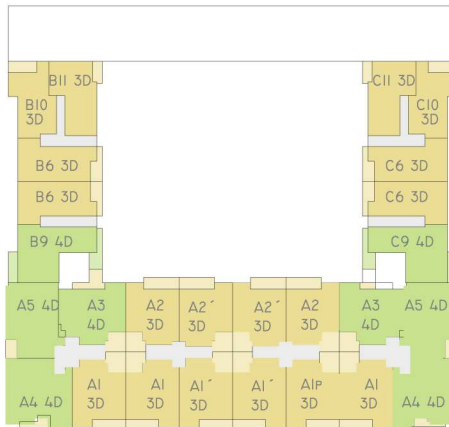 B11 3D
C11 3D
B10
3D
C10
3D
B6 3D
C6 3D
B6 3D
C6 3D
B9 4D
C9 4D
A5 4D
A3
4D
A2
3D
A2´
3D
A2´
3D
A2
3D
A3
4D
A5 4D
A4 4D
A1
3D
A1
3D
A1´
3D
A1´
3D
A1P
3D
A1
3D
A4 4D